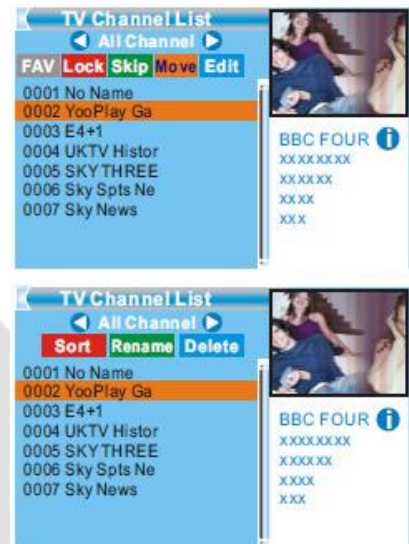 TV Channel List
All Channel
FAV Lock Skip Move Edit
0001 No Name
0002 YooPlay Ga
0003 E4+1
0004 UKTV Histor
0005 SKY THREE
0006 Sky Spts Ne
0007 Sky News
BBC FOUR i
xxxxxxxx
xxxxxx
xxxx
xxx
TV Channel List
All Channel
Sort Rename Delete
0001 No Name
0002 YooPlay Ga
0003 E4+1
0004 UKTV Histor
0005 SKY THREE
0006 Sky Spts Ne
0007 Sky News
BBC FOUR i
xxxxxxxx
xxxxxx
xxxx
xxx